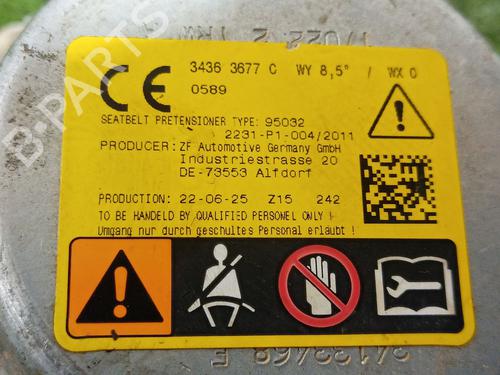 3436 3677 C WY 8,5° / WX 0
0589
SEATBELT PRETENSIONER TYPE: 95032
2231-P1-004/2011
PRODUCER: ZF Automotive Germany GmbH
Industriestrasse 20
DE-73553 Alfdorf
PRODUCTION: 22-06-25 Z15 242
TO BE HANDELD BY QUALIFIED PERSONEL ONLY !
Umgang nur durch geschultes Personal erlaubt !
B-PARTS